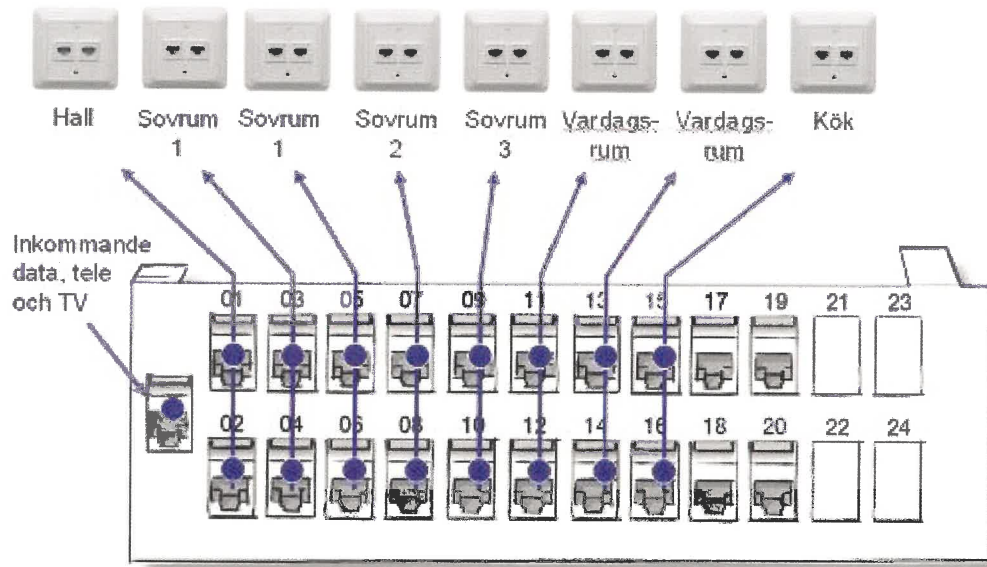 Hall
Sovrum
1
Sovrum
1
Sovrum
2
Sovrum
3
Vardags-
rum
Vardags-
rum
Kök
Inkommande
data, tele
och TV
01 03 05 07 09 11 13 15 17 19 21 23
02 04 06 08 10 12 14 16 18 20 22 24